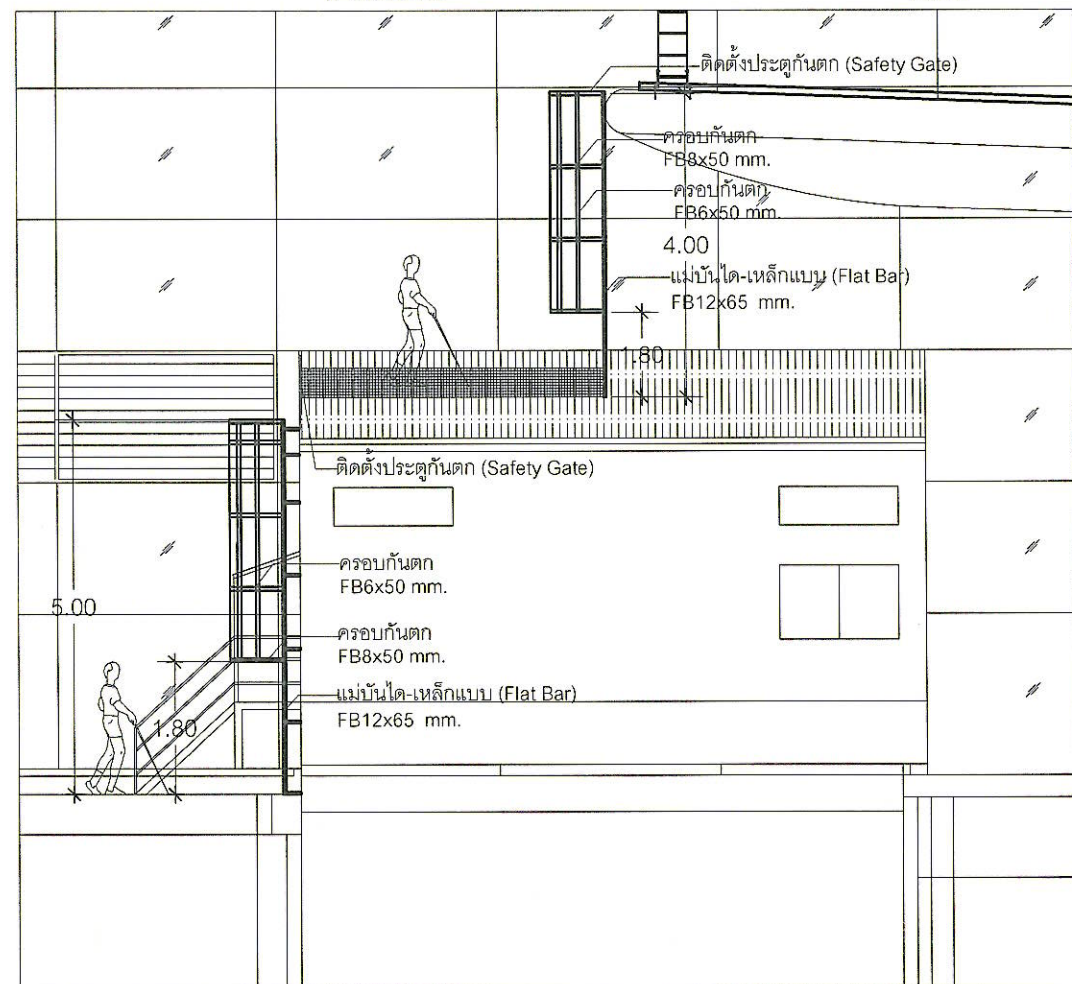 ติดตั้งประตูกันตก (Safety Gate)
ครอบกันตก
FB8x50 mm.
ครอบกันตก
FB6x50 mm.
4.00
แม่บันได-เหล็กแบน (Flat Bar)
FB12x65 mm.
1.80
ติดตั้งประตูกันตก (Safety Gate)
ครอบกันตก
FB6x50 mm.
5.00
ครอบกันตก
FB8x50 mm.
แม่บันได-เหล็กแบบ (Flat Bar)
FB12x65 mm.
1.80